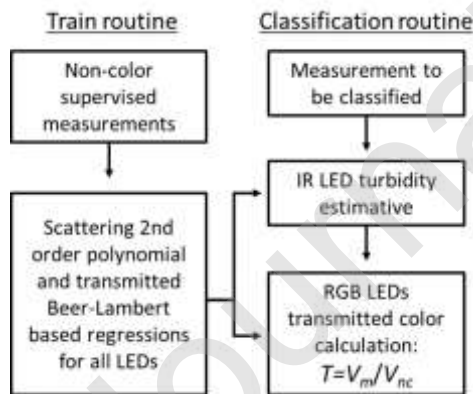 Train routine
Non-color
supervised
measurements
Scattering 2nd
order polynomial
and transmitted
Beer-Lambert
based regressions
for all LEDs
Classification routine
Measurement to
be classified
IR LED turbidity
estimative
RGB LEDs
transmitted color
calculation:
T=Vm/Vnc